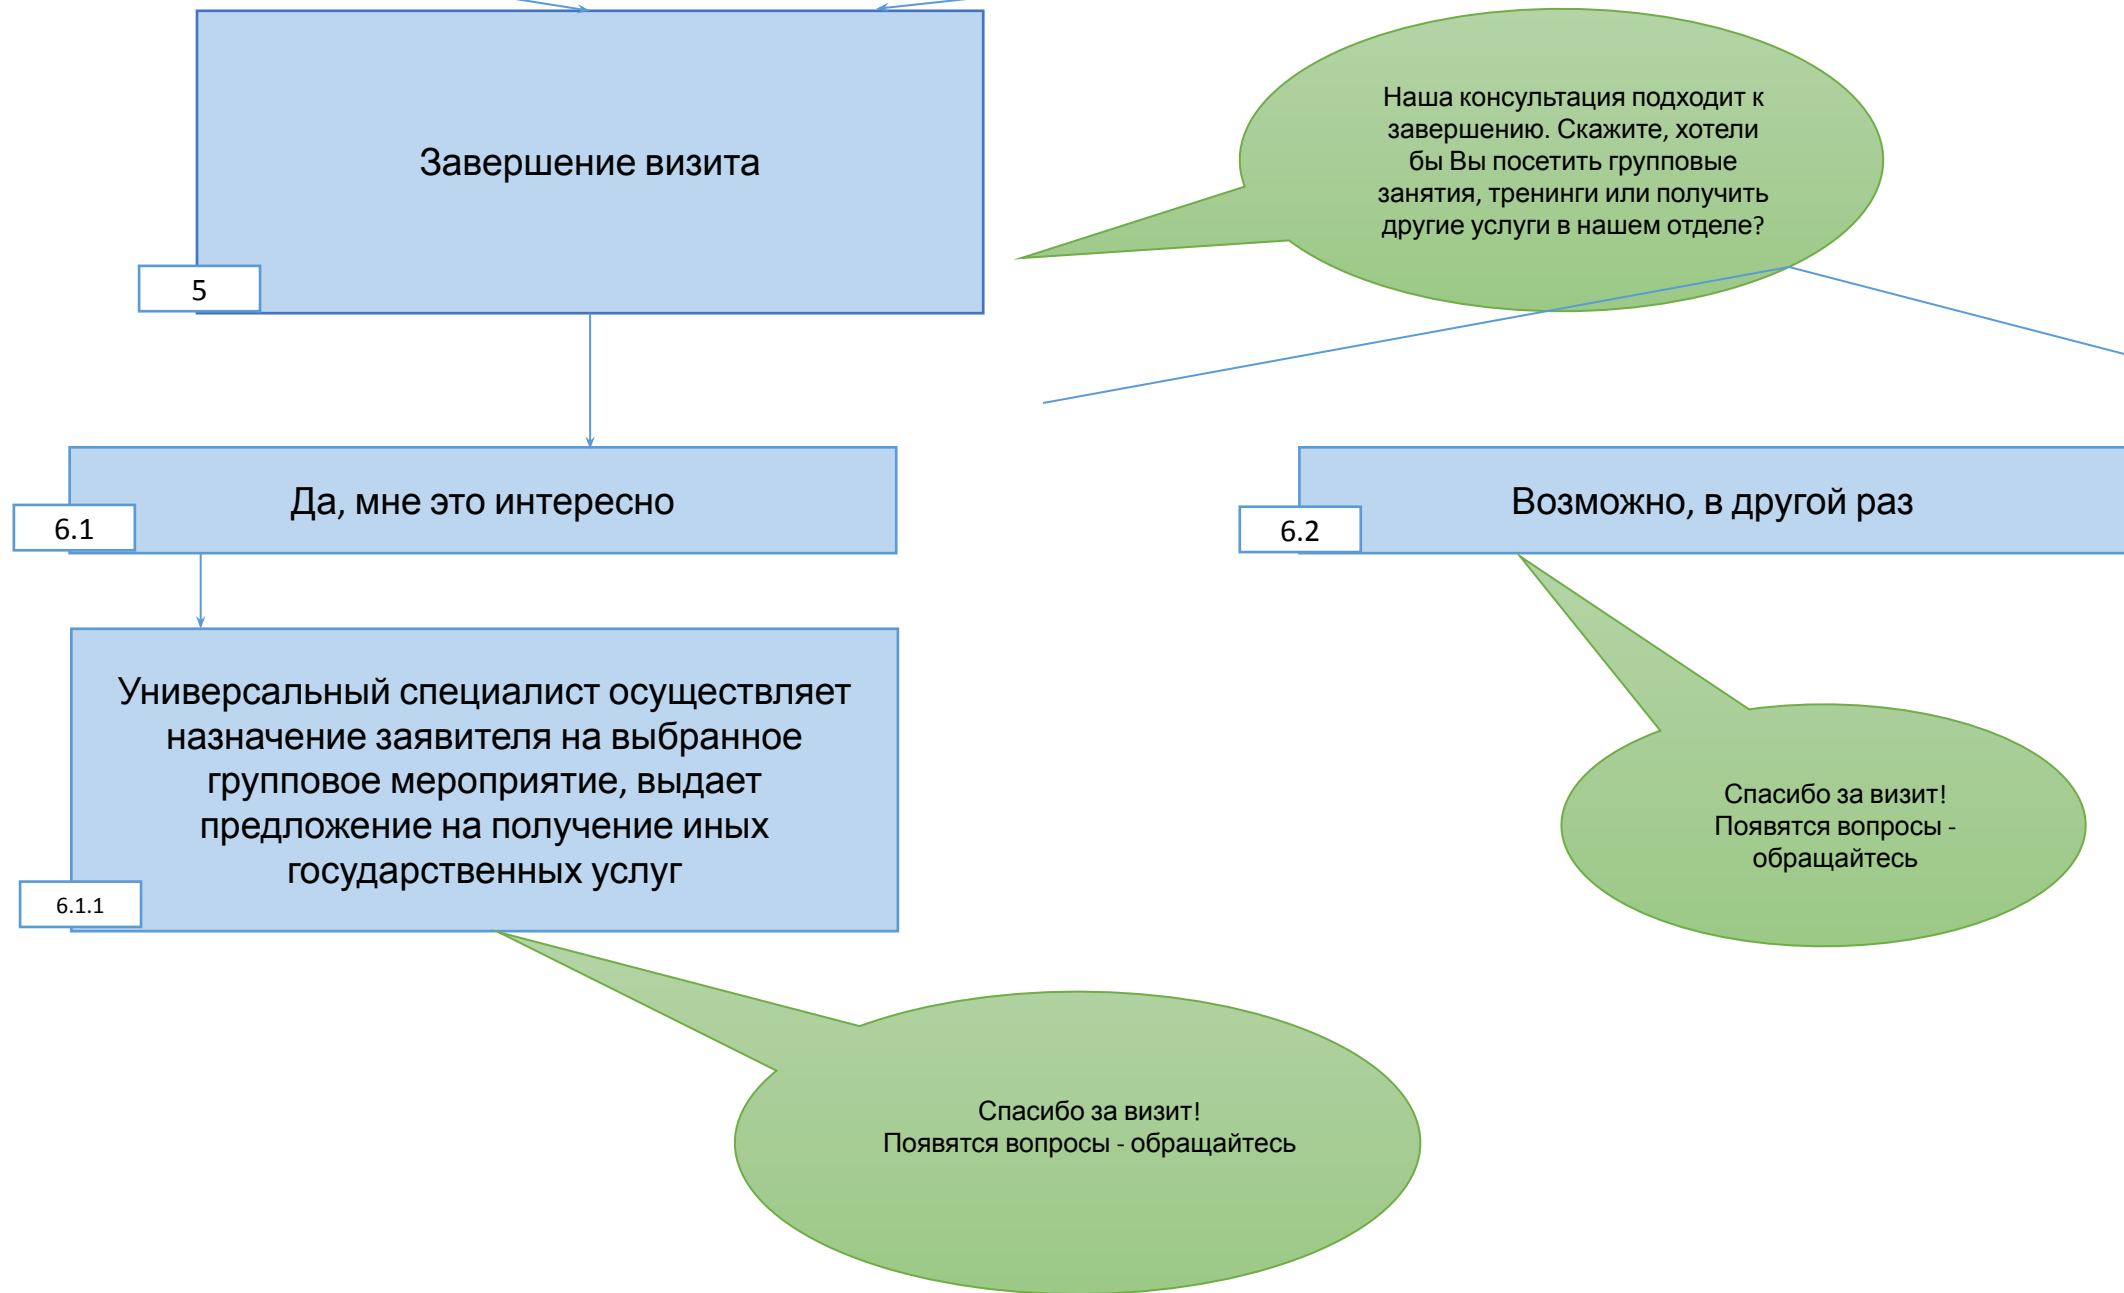 Завершение визита
5
Наша консультация подходит к
завершению. Скажите, хотели
бы Вы посетить групповые
занятия, тренинги или получить
другие услуги в нашем отделе?
Да, мне это интересно
6.1
Возможно, в другой раз
6.2
Универсальный специалист осуществляет
назначение заявителя на выбранное
групповое мероприятие, выдает
предложение на получение иных
государственных услуг
6.1.1
Спасибо за визит!
Появятся вопросы -
обращайтесь
Спасибо за визит!
Появятся вопросы - обращайтесь